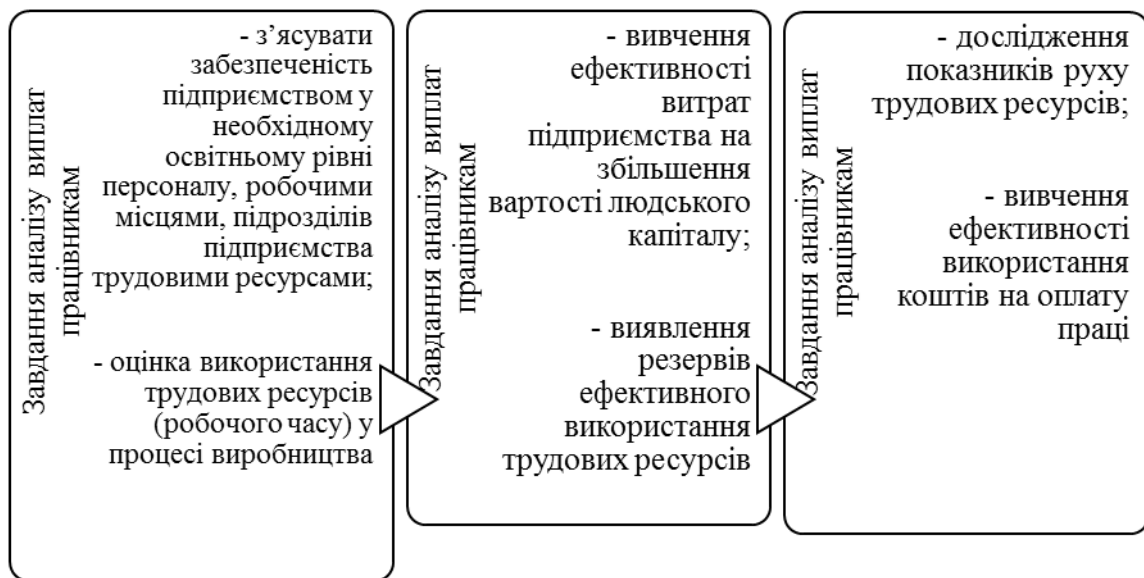 Завдання аналізу виплат
працівникам
- з’ясувати
забезпеченість
підприємством у
необхідному
освітньому рівні
персоналу, робочими
місцями, підрозділів
підприємства
трудовими ресурсами;
- оцінка використання
трудових ресурсів
(робочого часу) у
процесі виробництва
Завдання аналізу виплат
працівникам
- вивчення
ефективності
витрат
підприємства на
збільшення
вартості людського
капіталу;
- виявлення
резервів
ефективного
використання
трудових ресурсів
Завдання аналізу виплат
працівникам
- дослідження
показників руху
трудових ресурсів;
- вивчення
ефективності
використання
коштів на оплату
праці